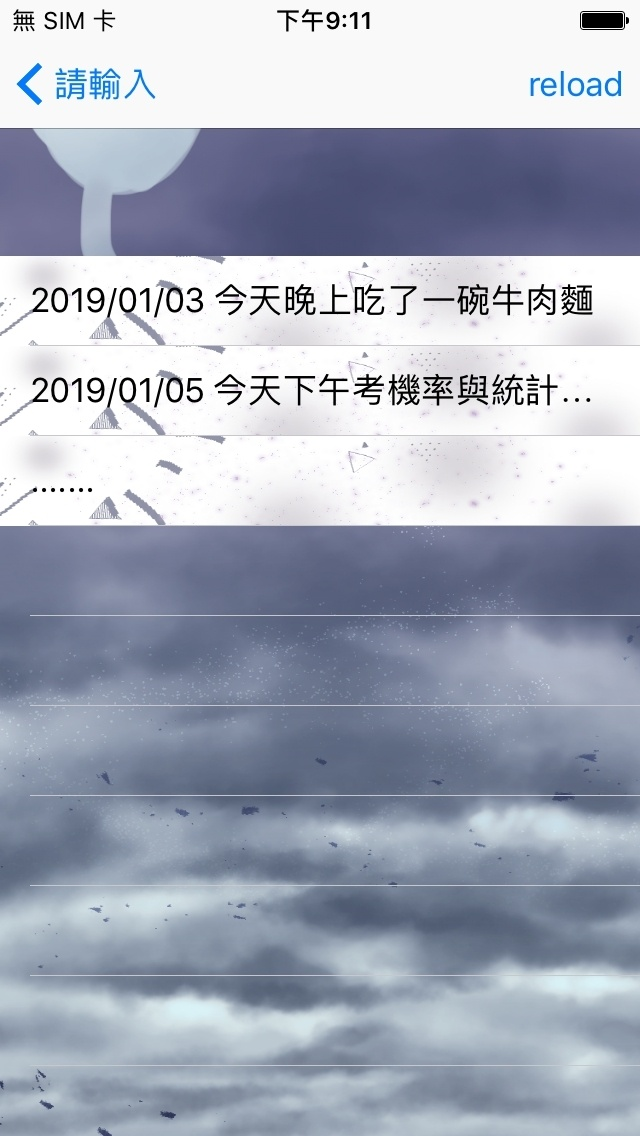 無 SIM 卡 下午9:11
請輸入 reload
2019/01/03 今天晚上吃了一碗牛肉麵
2019/01/05 今天下午考機率與統計…
.......